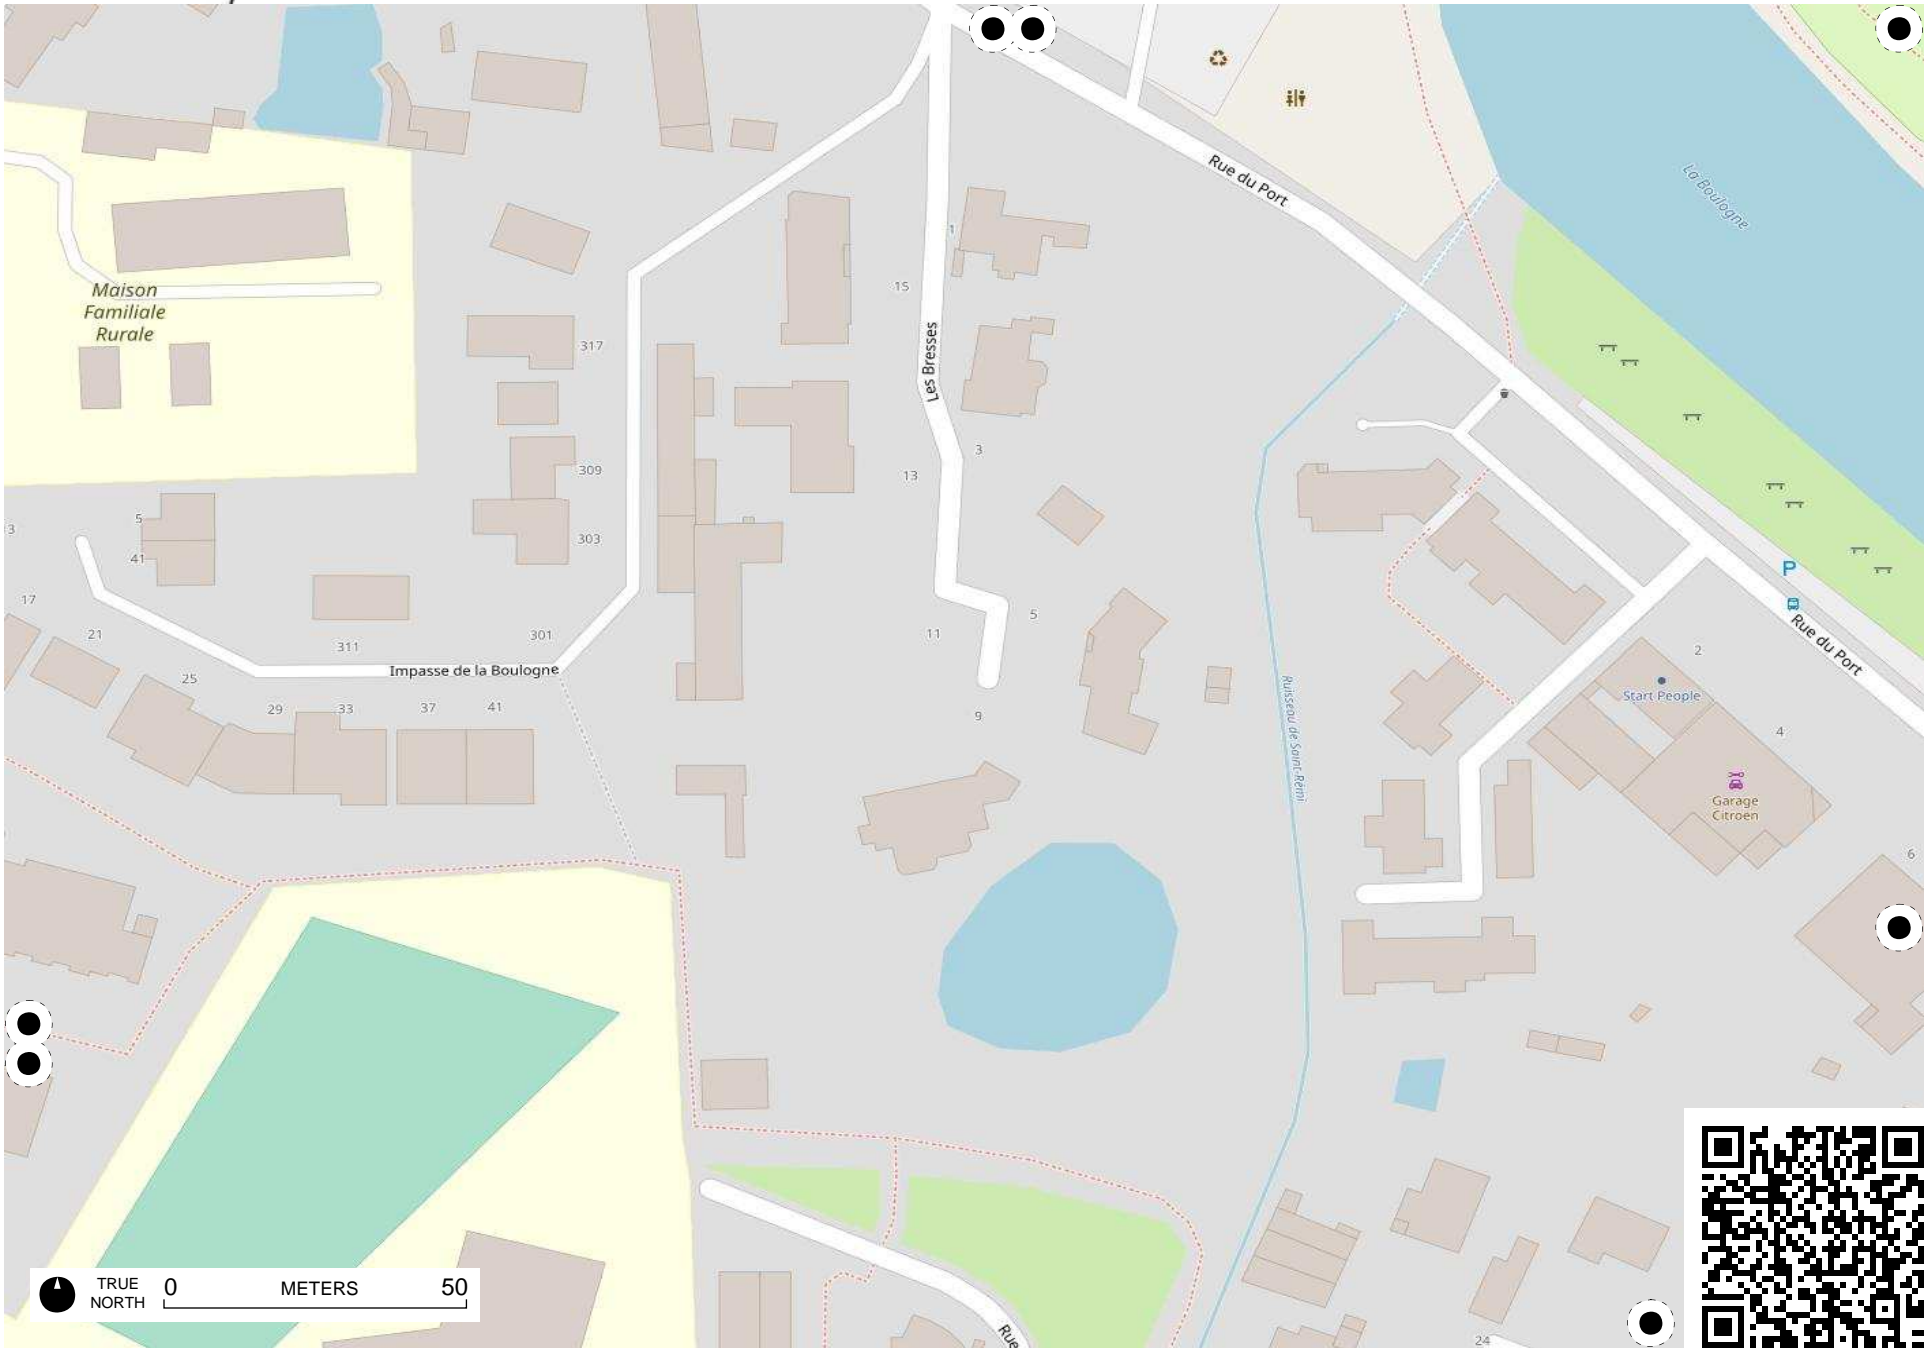 Rue du Port
La Boulogne
1
15
Maison
Familiale
Rurale
317
Les Bresses
3
309
13
5
3
41
303
P
17
5
21
311
301
11
Rue du Port
Impasse de la Boulogne
2
25
Start People
Ruisseau de Saint-Rémi
29
33
37
41
9
4
Garage
Citroen
6
TRUE
NORTH
0
METERS
50
Rue
24